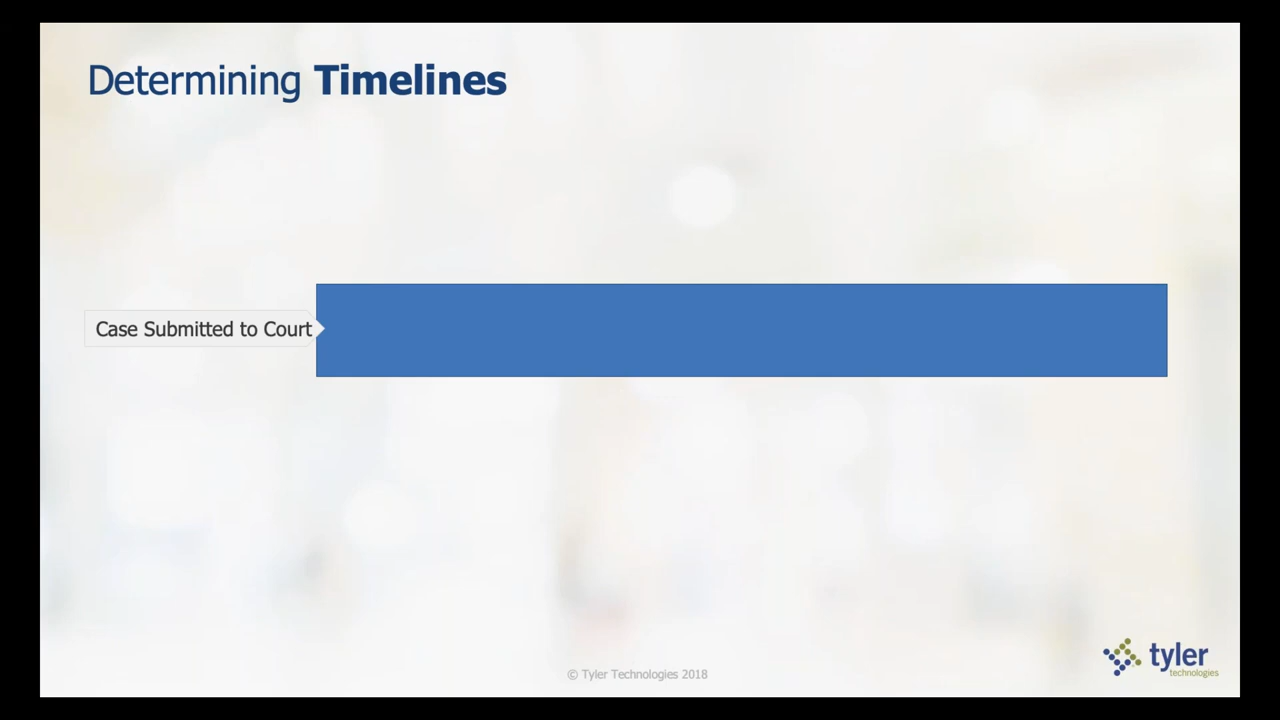 Determining Timelines
Case Submitted to Court
© Tyler Technologies 2018
tyler
technologies